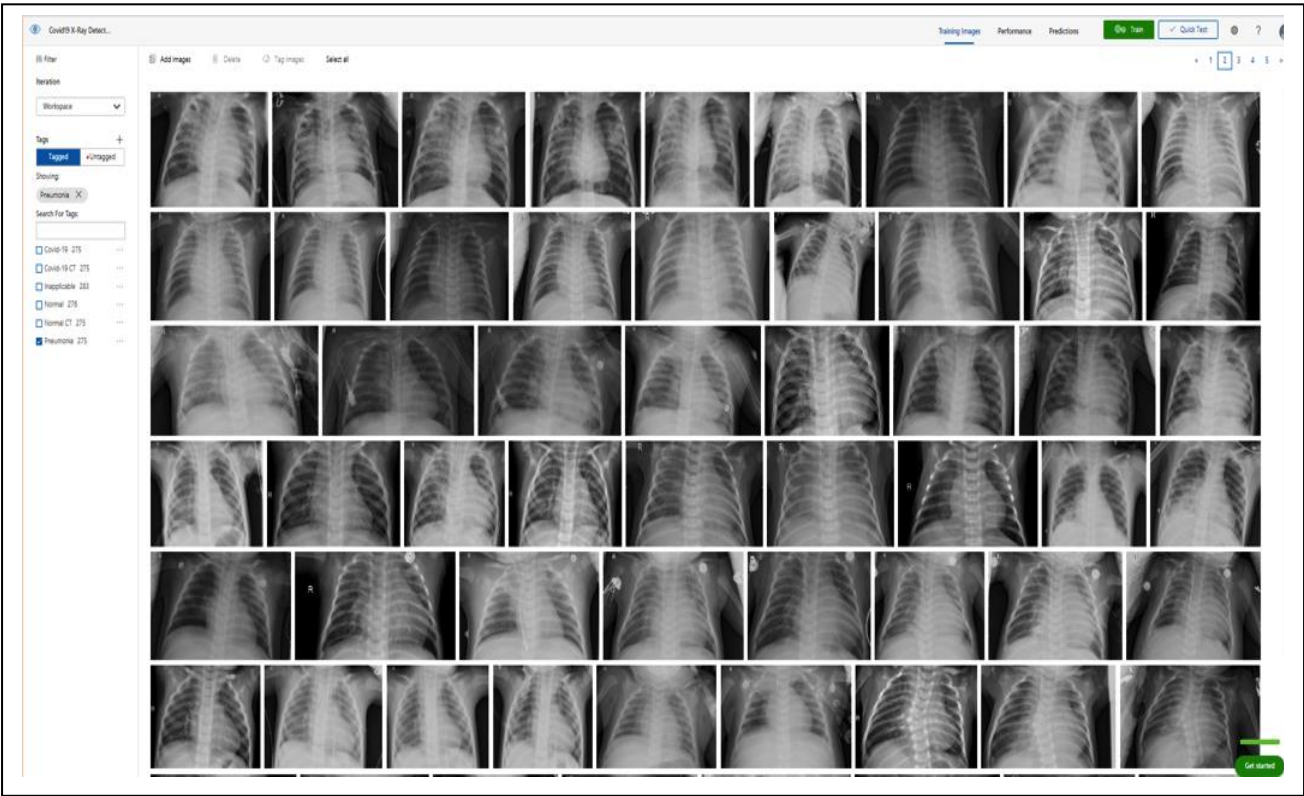 Covid19 X-Ray Detect...
Training Images Performance Predictions Train Quick Test ?
Filter
Add images Delete Tag images Select all
« 1 2 3 4 5 »
Iteration
Workspace
Tags +
Tagged Untagged
Showing:
Pneumonia X
Search For Tags:
Covid-19 275 ...
Covid-19 CT 275 ...
Inapplicable 283 ...
Normal 276 ...
Normal CT 275 ...
Pneumonia 275 ...
Get started